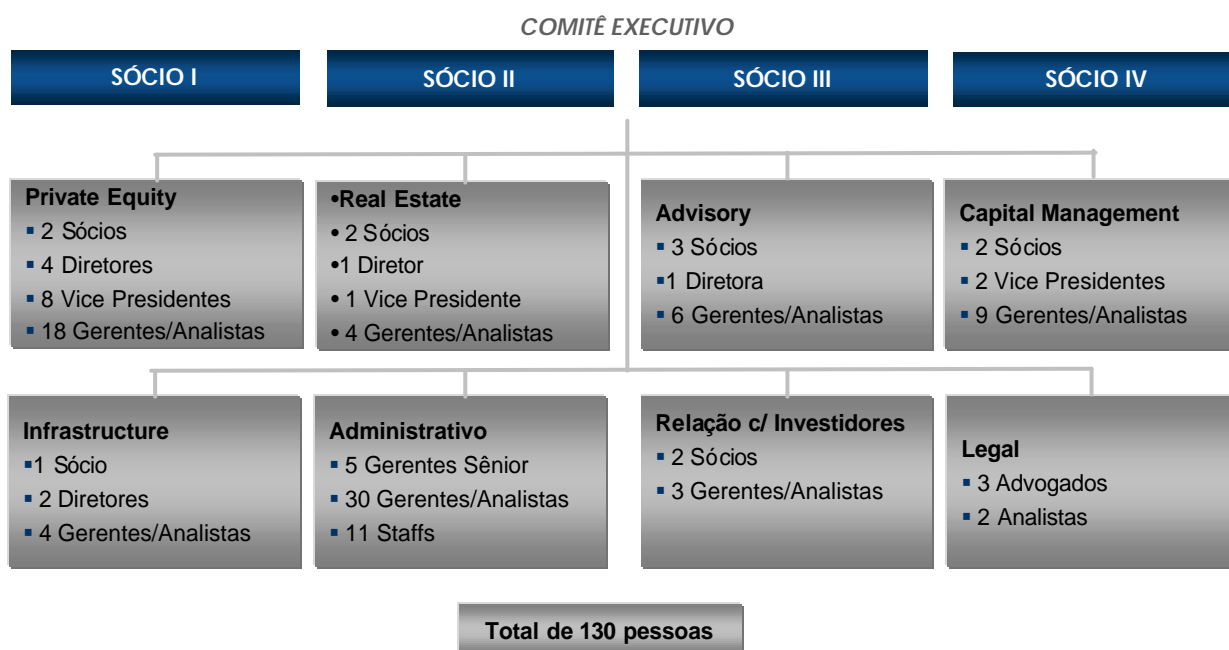 COMITÊ EXECUTIVO
SÓCIO I
SÓCIO II
SÓCIO III
SÓCIO IV
Private Equity
▪ 2 Sócios
▪ 4 Diretores
▪ 8 Vice Presidentes
▪ 18 Gerentes/Analistas
•Real Estate
• 2 Sócios
•1 Diretor
• 1 Vice Presidente
• 4 Gerentes/Analistas
Advisory
▪ 3 Sócios
▪1 Diretora
▪ 6 Gerentes/Analistas
Capital Management
▪ 2 Sócios
▪ 2 Vice Presidentes
▪ 9 Gerentes/Analistas
Infrastructure
▪1 Sócio
▪ 2 Diretores
▪ 4 Gerentes/Analistas
Administrativo
▪ 5 Gerentes Sênior
▪ 30 Gerentes/Analistas
▪ 11 Staffs
Relação c/ Investidores
▪ 2 Sócios
▪ 3 Gerentes/Analistas
Legal
▪ 3 Advogados
▪ 2 Analistas
Total de 130 pessoas